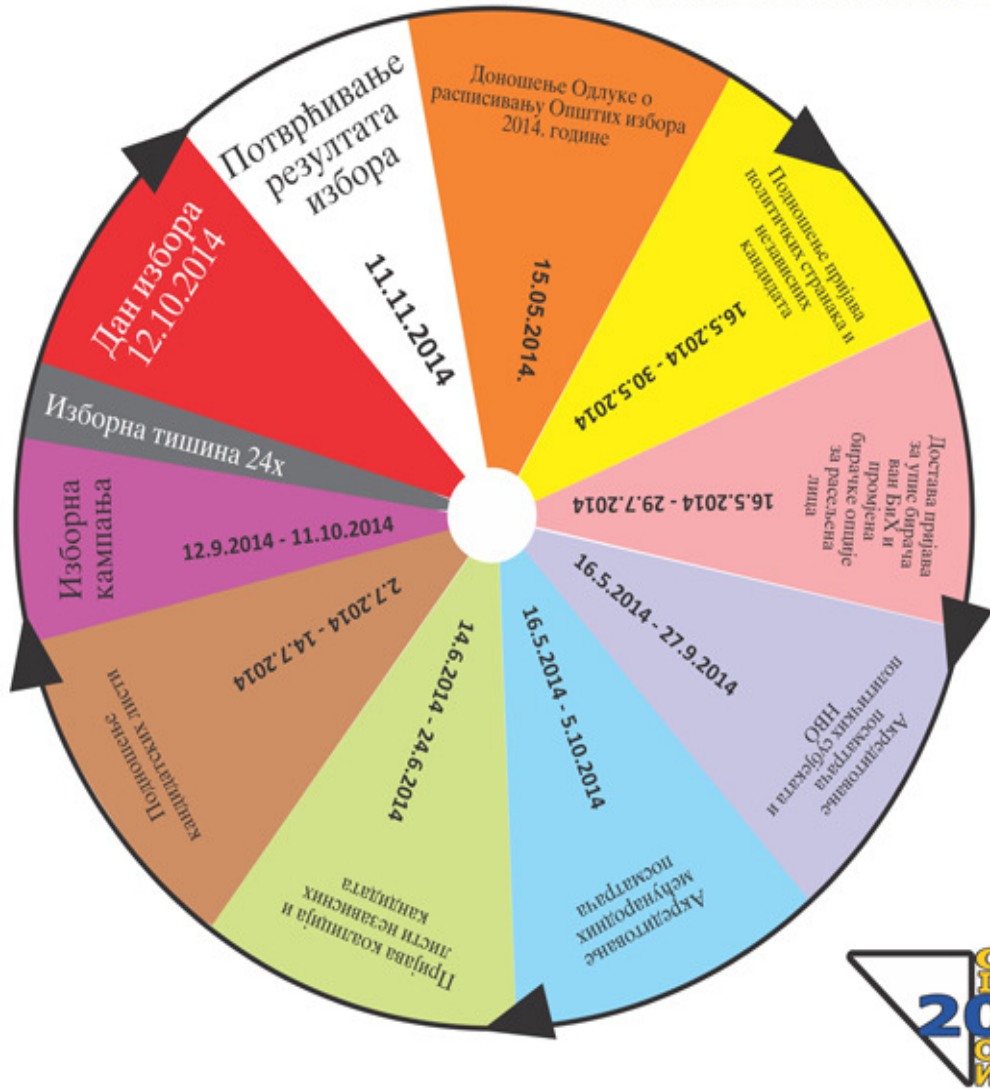 Доношење Одлуке о
расписивању Општих избора
2014. године
15.05.2014.
Подношење пријава
политичких странака и
независних
кандидата
16.5.2014 - 30.5.2014
Достава пријава
за упис бирача
ван БиХ и
промјена
бирачке опције
за расељена
лица
16.5.2014 - 29.7.2014
Акредитовање
посматрача
политичких субјеката и
НВО
16.5.2014 - 27.9.2014
Акредитовање
међународних
посматрача
16.5.2014 - 5.10.2014
Пријава коалиција и
листи независних
кандидата
14.6.2014 - 24.6.2014
Подношење
кандидатских листи
2.7.2014 - 14.7.2014
Изборна
кампања
12.9.2014 - 11.10.2014
Изборна тишина 24х
Дан избора
12.10.2014
Потврђивање
резултата
избора
11.11.2014